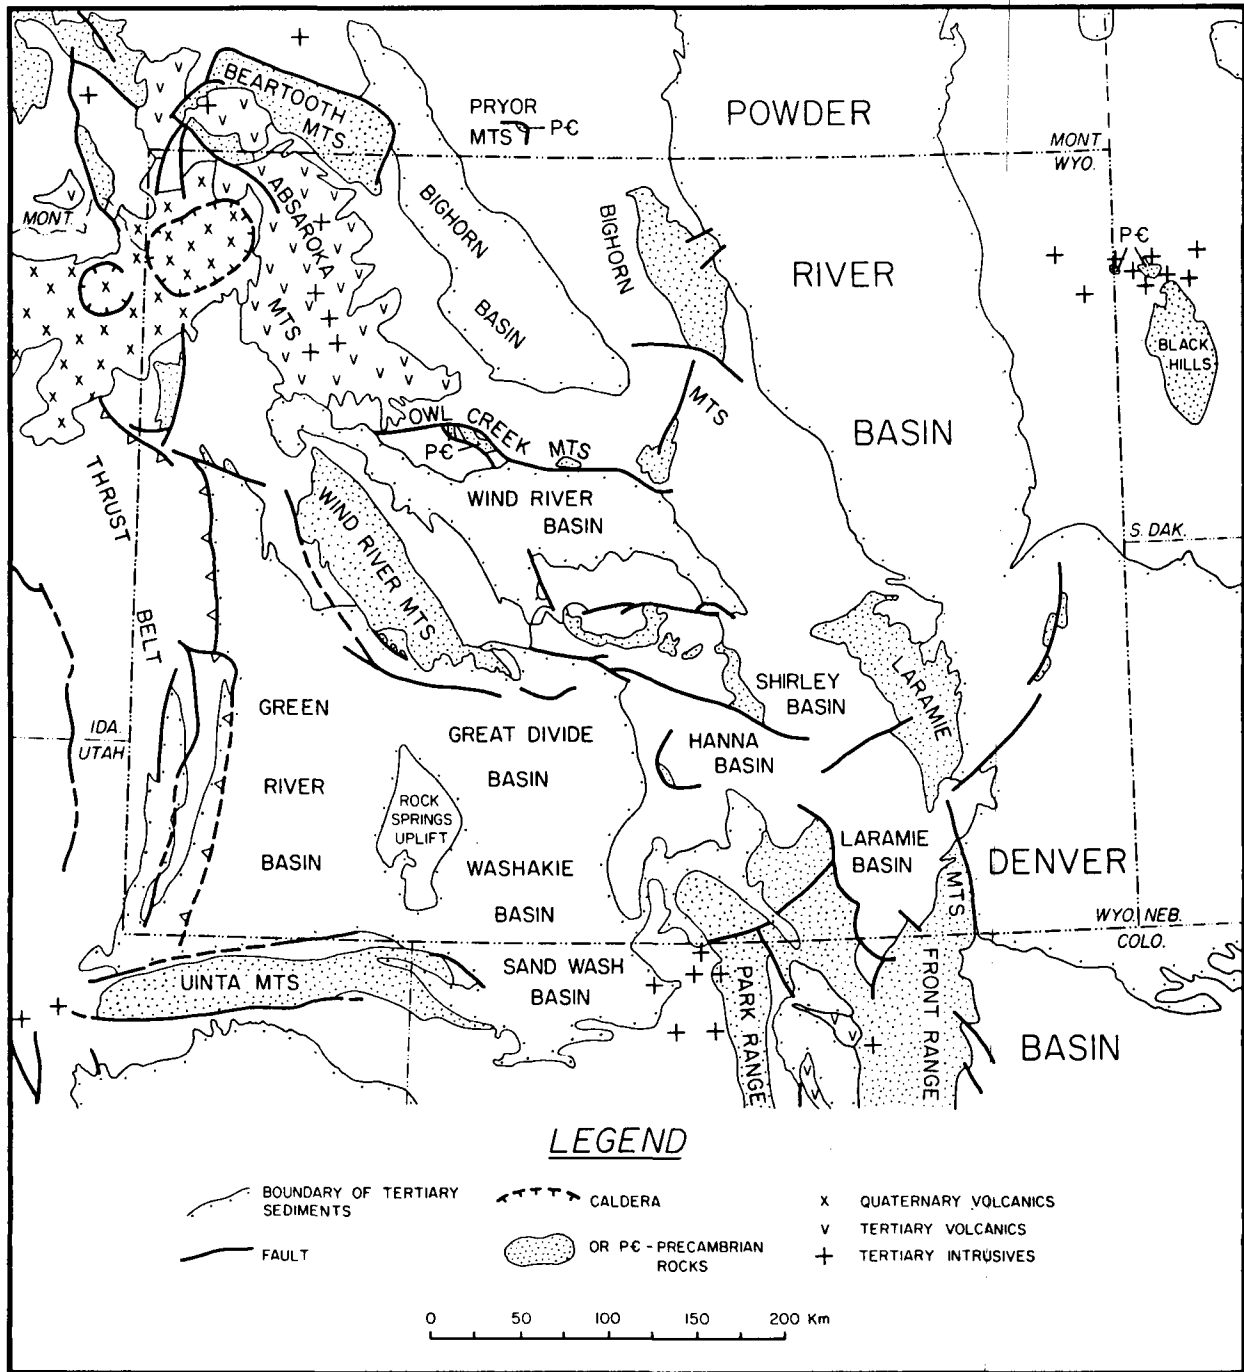 BEARTOOTH
MTS.
PRYOR
MTS
P-Є
POWDER
MONT
WYO.
MONT.
ABSAROKA
MTS
BIGHORN
BASIN
BIGHORN
MTS
RIVER
BASIN
P-Є
BLACK
HILLS
OWL CREEK MTS
P-Є
THRUST
BELT
WIND RIVER MTS
WIND RIVER
BASIN
S. DAK.
SHIRLEY
BASIN
LARAMIE
MTS
IDA.
UTAH
GREEN
RIVER
BASIN
GREAT DIVIDE
BASIN
HANNA
BASIN
ROCK
SPRINGS
UPLIFT
WASHAKIE
BASIN
LARAMIE
BASIN
DENVER
BASIN
WYO. NEB.
COLO.
UINTA MTS
SAND WASH
BASIN
PARK RANGE
FRONT RANGE
LEGEND
BOUNDARY OF TERTIARY
SEDIMENTS
FAULT
CALDERA
OR P-Є - PRECAMBRIAN
ROCKS
x QUATERNARY VOLCANICS
v TERTIARY VOLCANICS
+ TERTIARY INTRUSIVES
0 50 100 150 200 Km